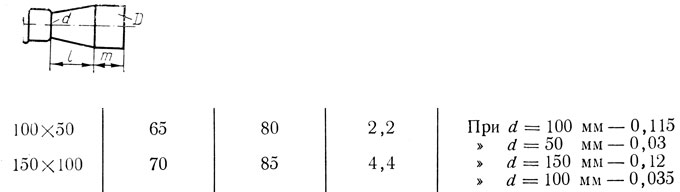 d D
l m
100×50 65 80 2,2 При d = 100 мм — 0,115
» d = 50 мм — 0,03
150×100 70 85 4,4 » d = 150 мм — 0,12
» d = 100 мм — 0,035